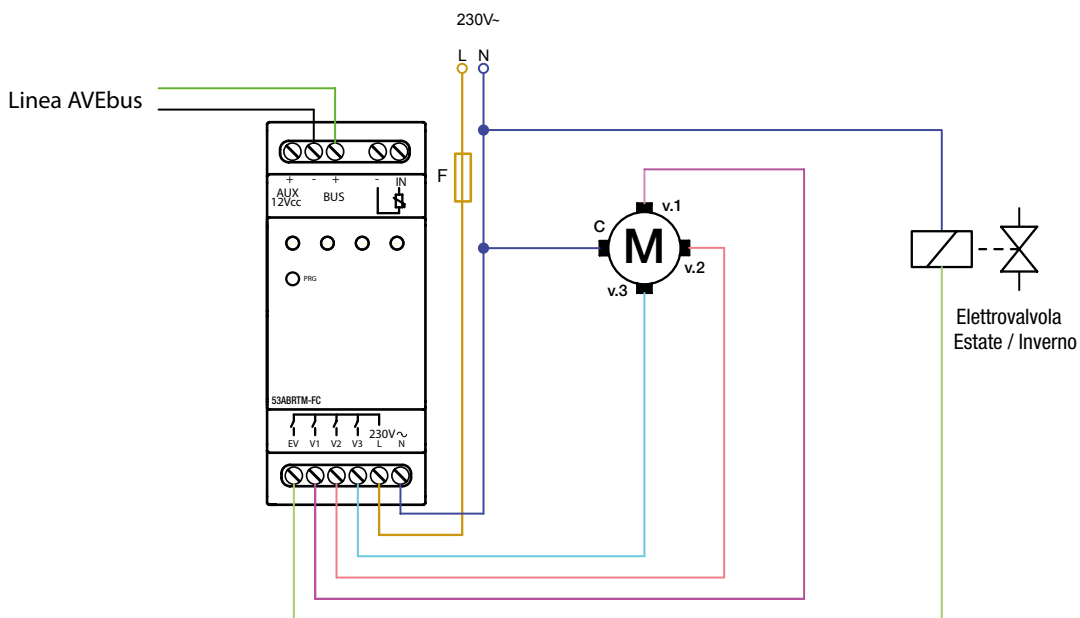 230V~
L N
Linea AVEbus
F
+ - + - IN
AUX
12Vcc
BUS
PRG
53ABRTM-FC
230V~
EV V1 V2 V3 L N
C
M
v.1
v.2
v.3
Elettrovalvola
Estate / Inverno